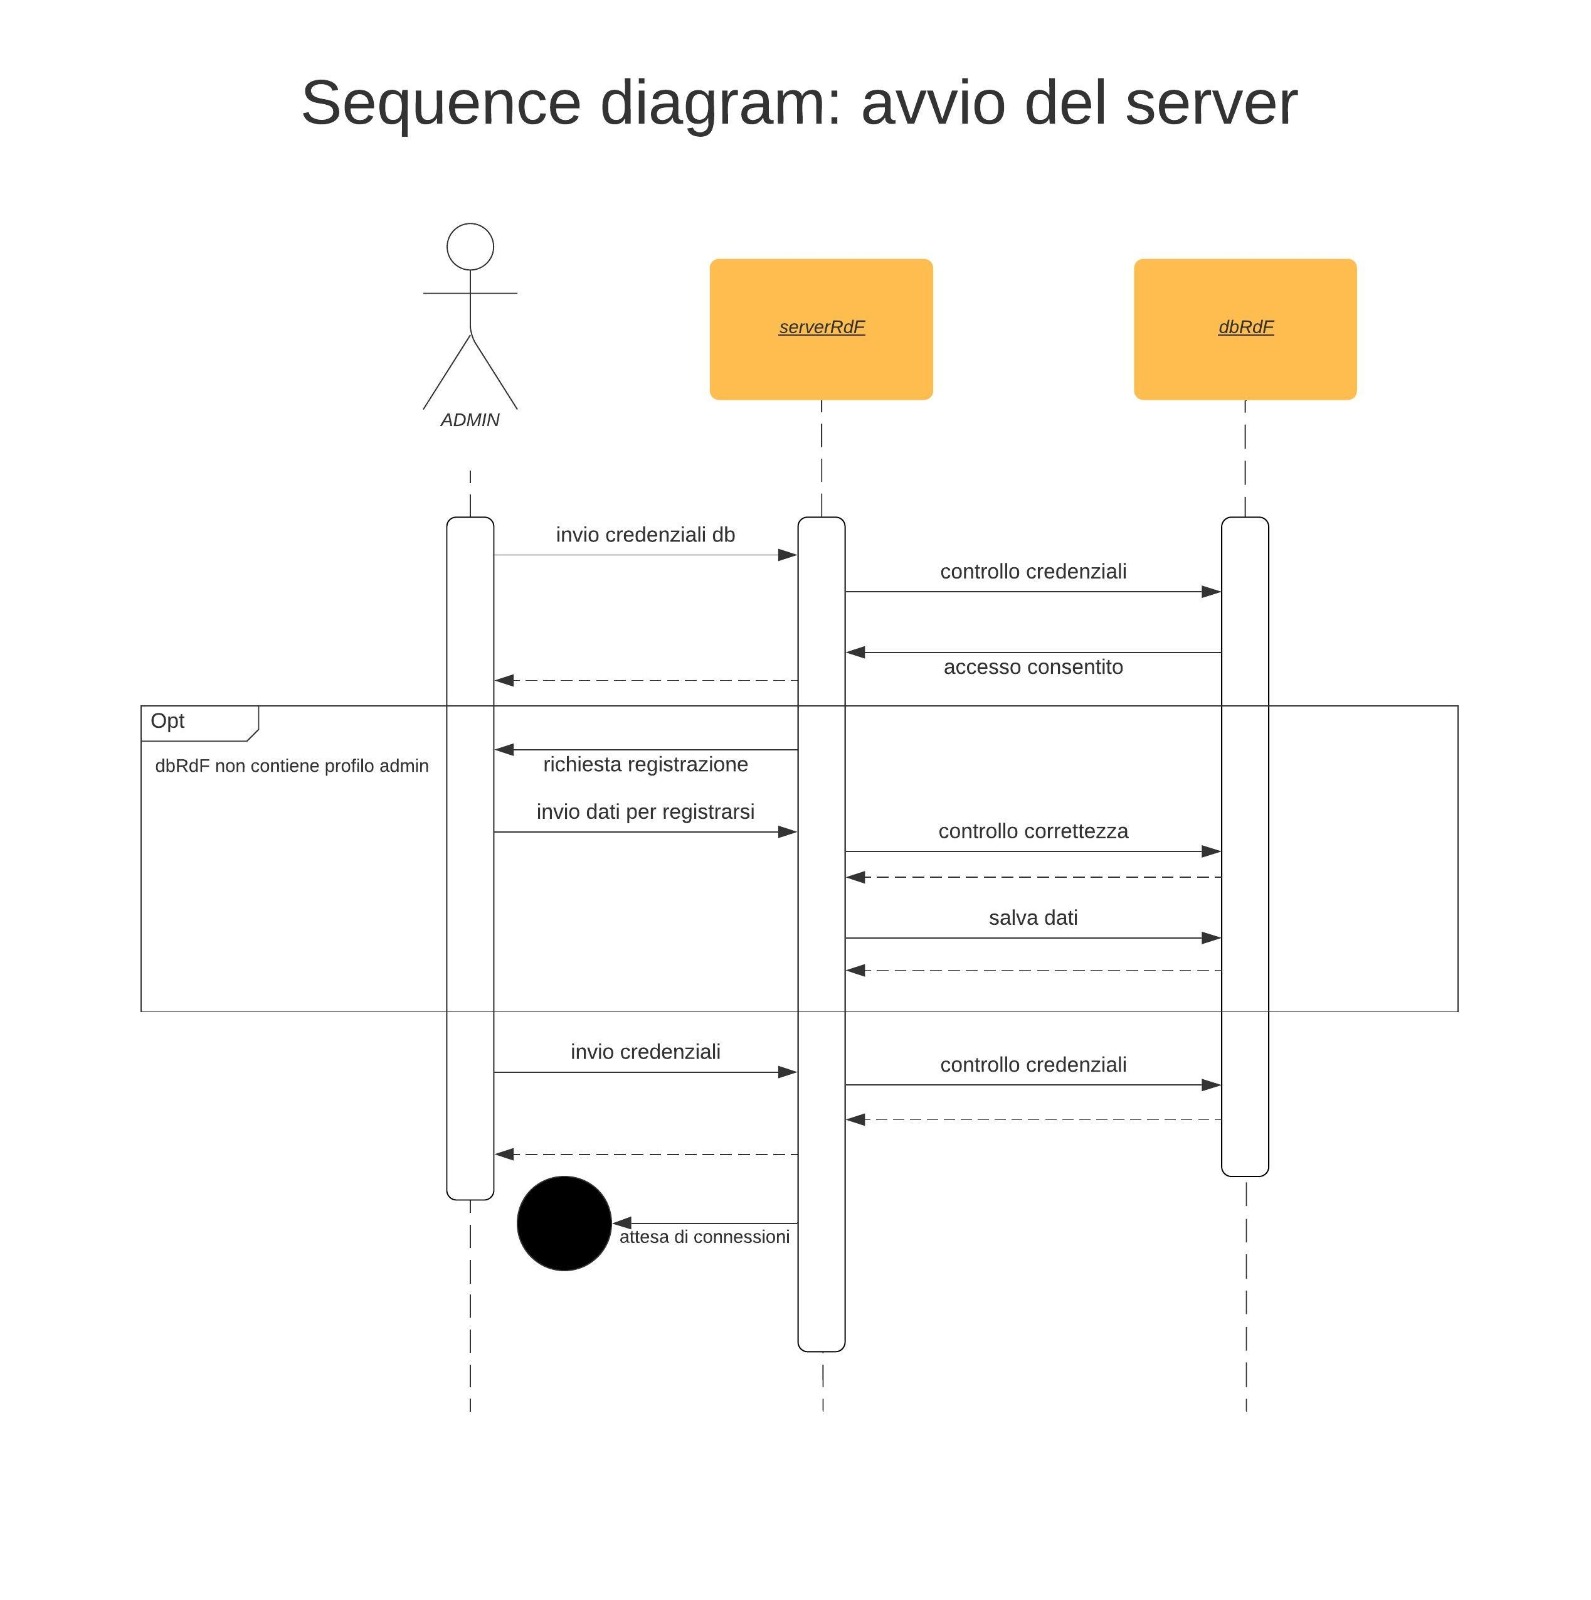 Sequence diagram: avvio del server
serverRdF
dbRdF
ADMIN
invio credenziali db
controllo credenziali
accesso consentito
Opt
richiesta registrazione
dbRdF non contiene profilo admin
invio dati per registrarsi
controllo correttezza
salva dati
invio credenziali
controllo credenziali
attesa di connessioni